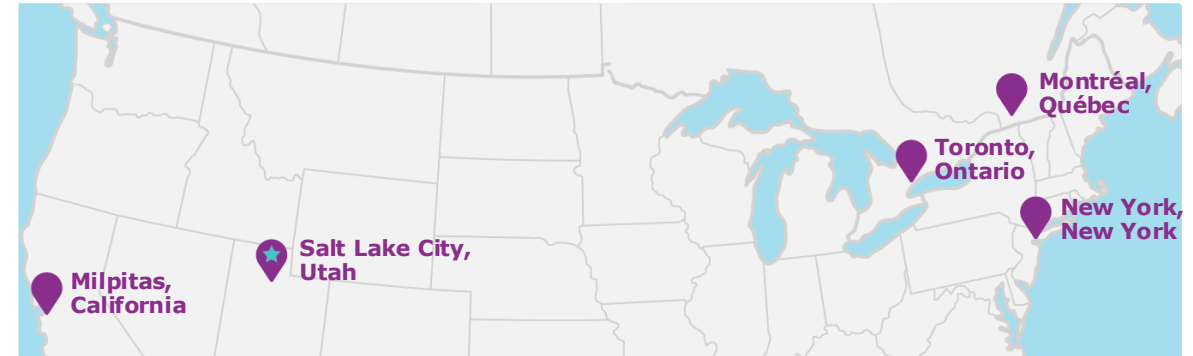 Montréal,
Québec
Toronto,
Ontario
New York,
New York
Salt Lake City,
Utah
Milpitas,
California